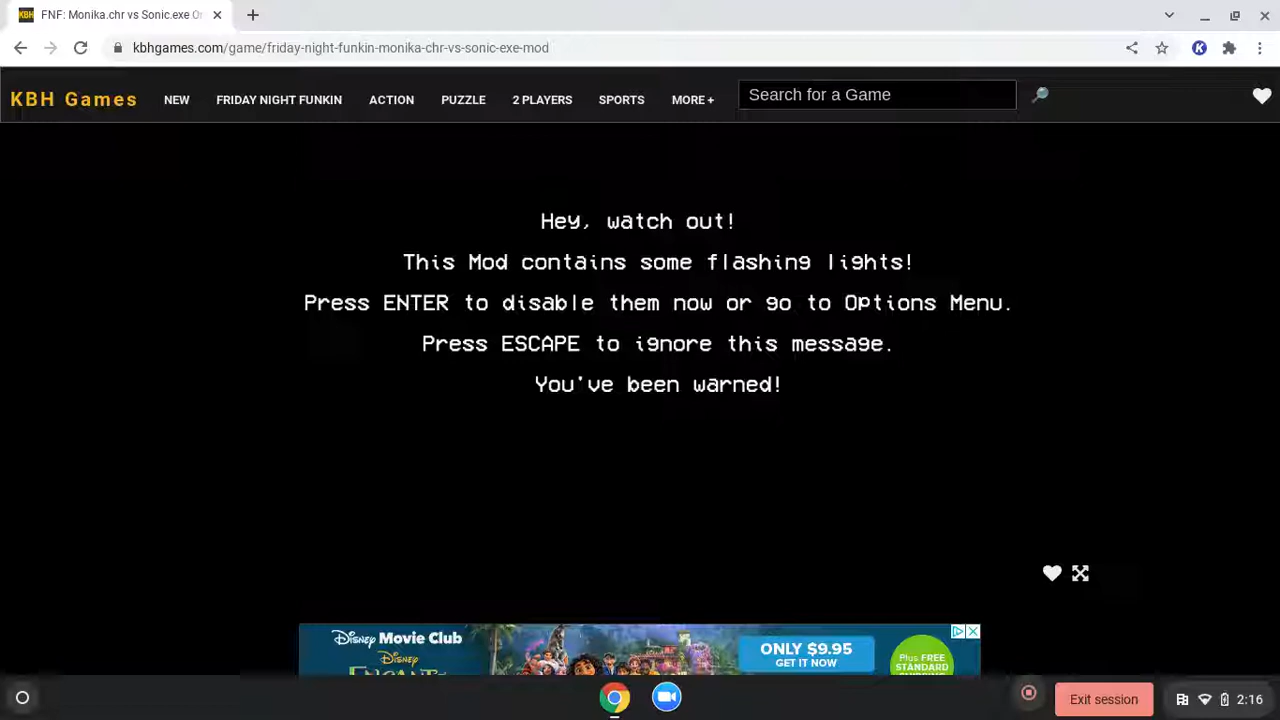 FNF: Monika.chr vs Sonic.exe
kbhgames.com/game/friday-night-funkin-monika-chr-vs-sonic-exe-mod
KBH Games NEW FRIDAY NIGHT FUNKIN ACTION PUZZLE 2 PLAYERS SPORTS MORE + Search for a Game
Hey, watch out!
This Mod contains some flashing lights!
Press ENTER to disable them now or go to Options Menu.
Press ESCAPE to ignore this message.
You've been warned!
Disney Movie Club
Disney
ONLY $9.95
GET IT NOW
Plus FREE
STANDARD
Exit session 2:16